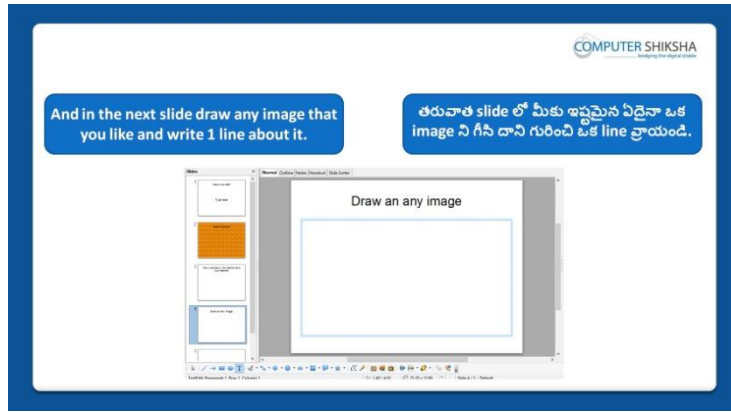 COMPUTER SHIKSHA
And in the next slide draw any image that
you like and write 1 line about it.
తరువాత slide లో మీకు ఇష్టమైన ఏదైనా ఒక
image ని గీసి దాని గురించి ఒక line వ్రాయండి.
Slides
Normal Outline Notes Handout Slide Sorter
Draw an any image